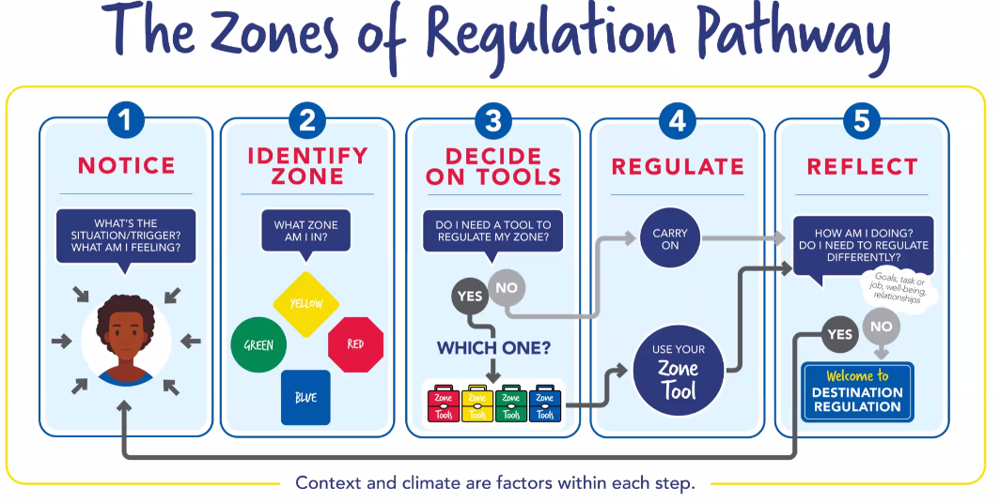 The Zones of Regulation Pathway
1
NOTICE
WHAT'S THE
SITUATION/TRIGGER?
WHAT AM I FEELING?
2
IDENTIFY
ZONE
WHAT ZONE
AM I IN?
YELLOW
GREEN
RED
BLUE
3
DECIDE
ON TOOLS
DO I NEED A TOOL TO
REGULATE MY ZONE?
YES
NO
WHICH ONE?
Zone
Tools
Zone
Tools
Zone
Tools
Zone
Tools
4
REGULATE
CARRY
ON
USE YOUR
Zone
Tool
5
REFLECT
HOW AM I DOING?
DO I NEED TO REGULATE
DIFFERENTLY?
Goals, task or
job, well-being,
relationships
YES
NO
Welcome to
DESTINATION
REGULATION
Context and climate are factors within each step.